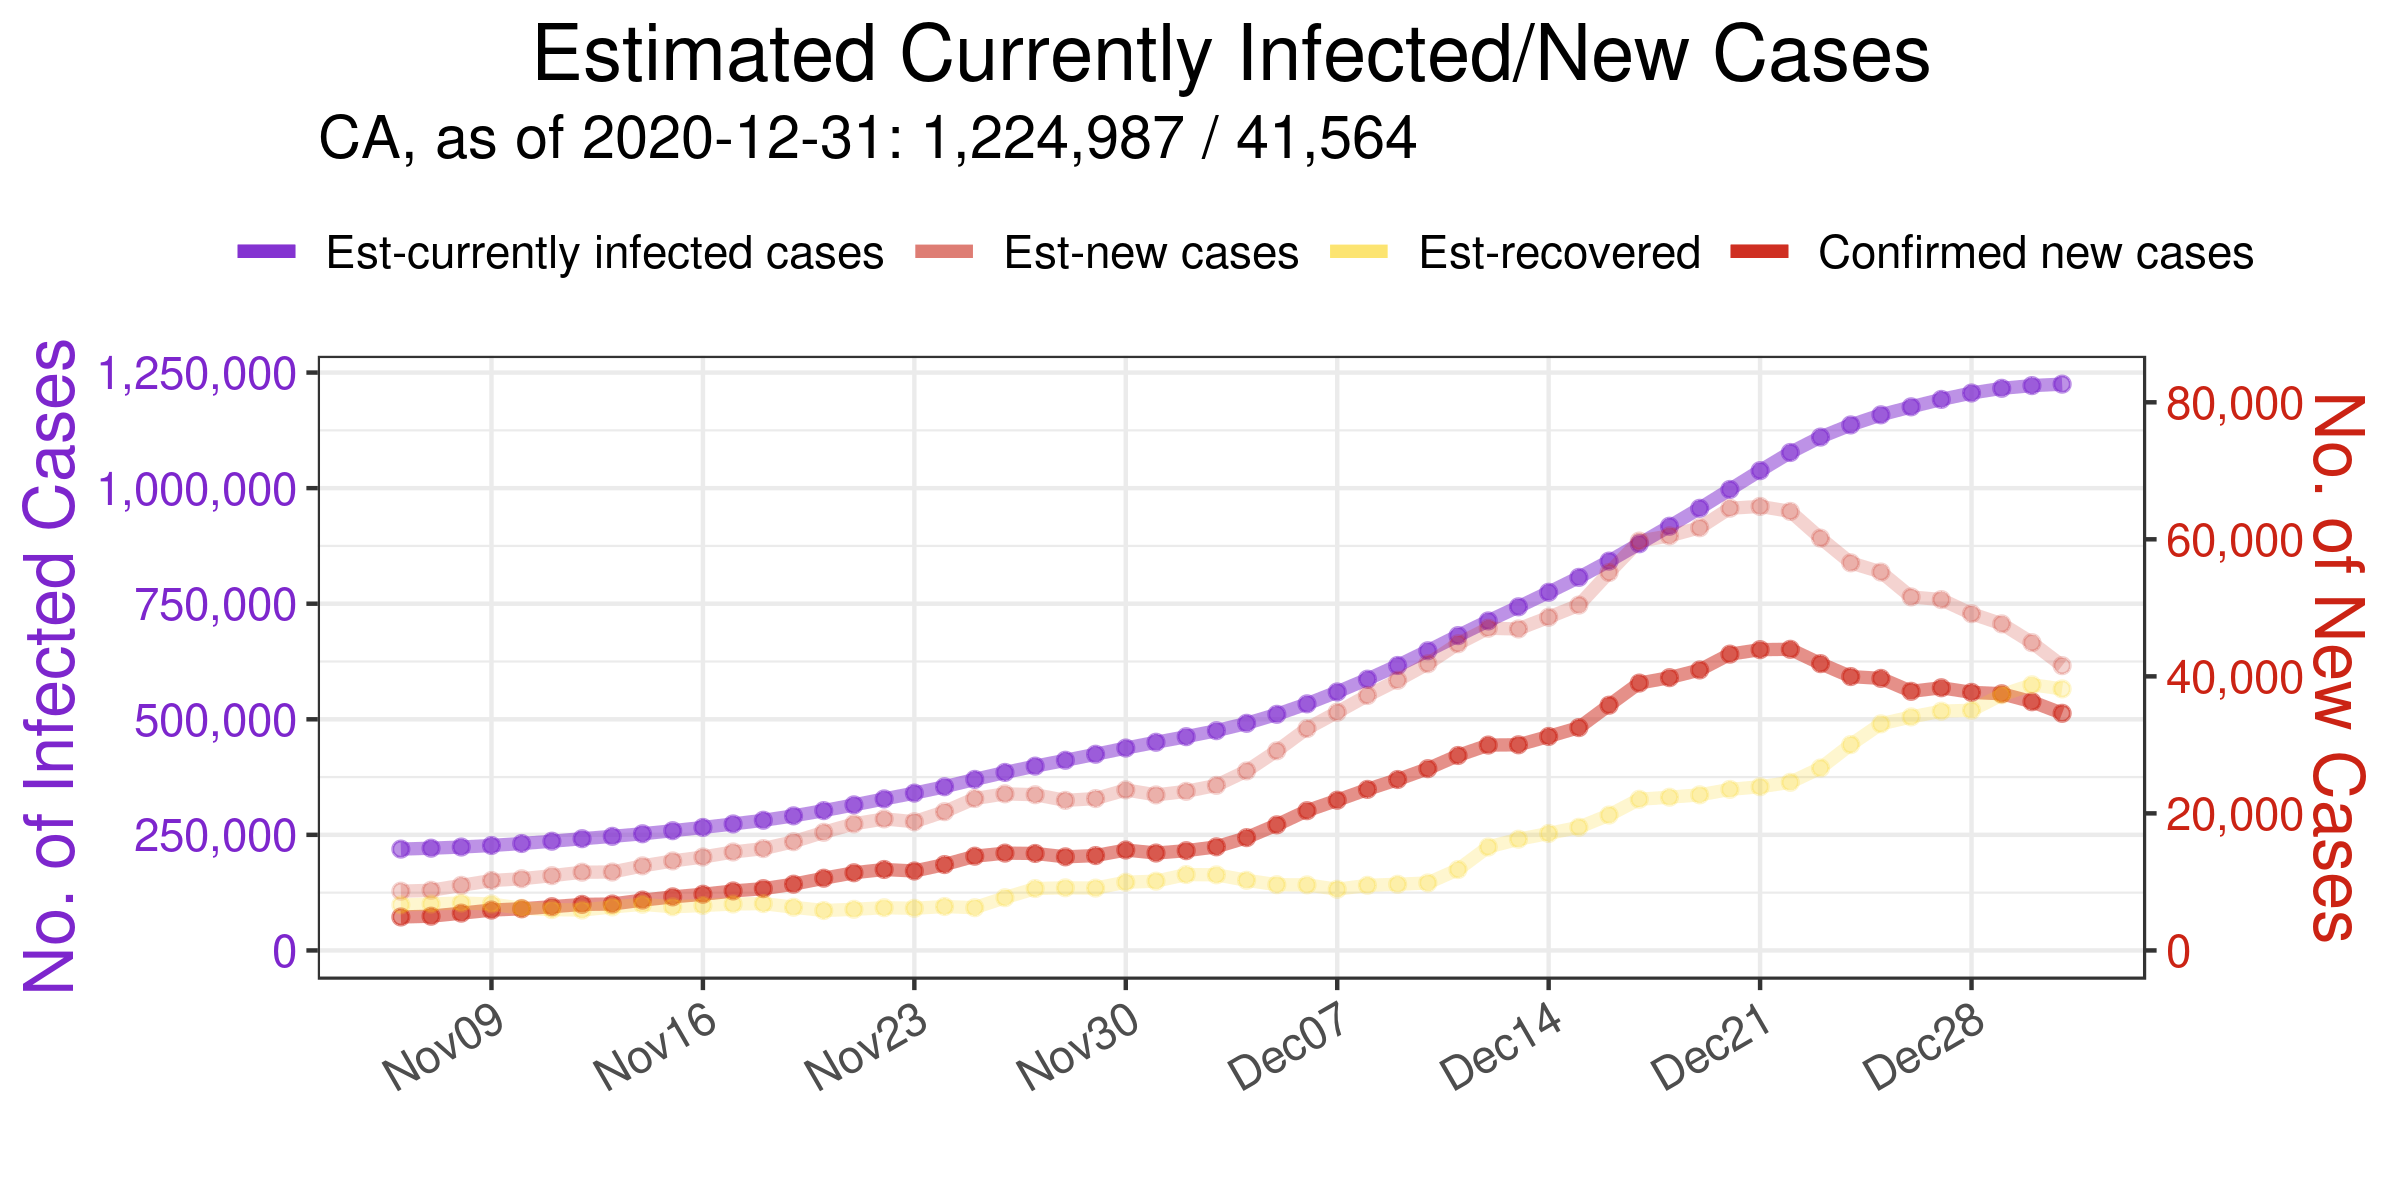 Estimated Currently Infected/New Cases
CA, as of 2020-12-31: 1,224,987 / 41,564
Est-currently infected cases Est-new cases Est-recovered Confirmed new cases
No. of Infected Cases
1,250,000
1,000,000
750,000
500,000
250,000
0
80,000
60,000
40,000
20,000
0
No. of New Cases
Nov09 Nov16 Nov23 Nov30 Dec07 Dec14 Dec21 Dec28